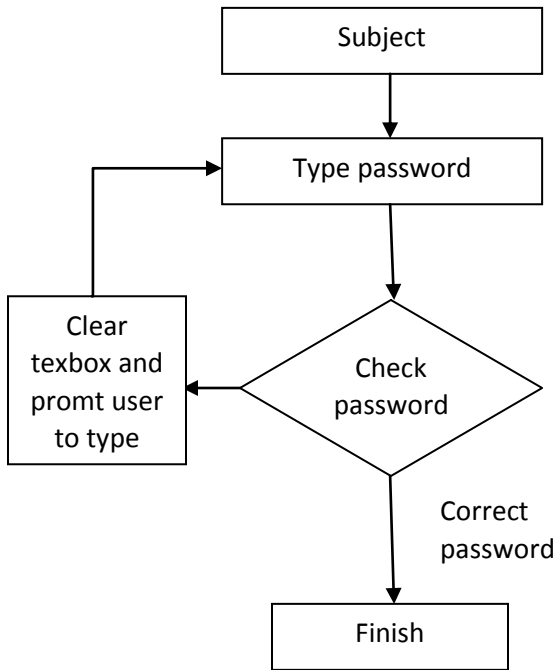 Subject
Type password
Clear
texbox and
promt user
to type
Check
password
Correct
password
Finish